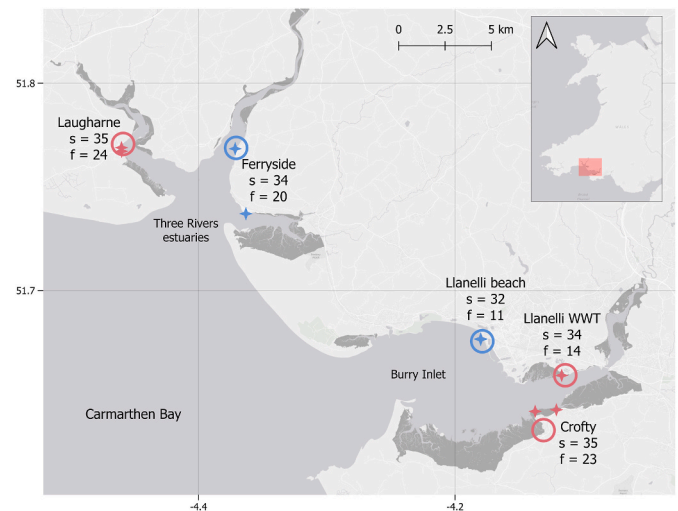 0 2.5 5 km
51.8
Laugharne
s = 35
f = 24
Ferryside
s = 34
f = 20
Three Rivers
estuaries
51.7
Llanelli beach
s = 32
f = 11
Llanelli WWT
s = 34
f = 14
Burry Inlet
Carmarthen Bay
Crofty
s = 35
f = 23
-4.4 -4.2